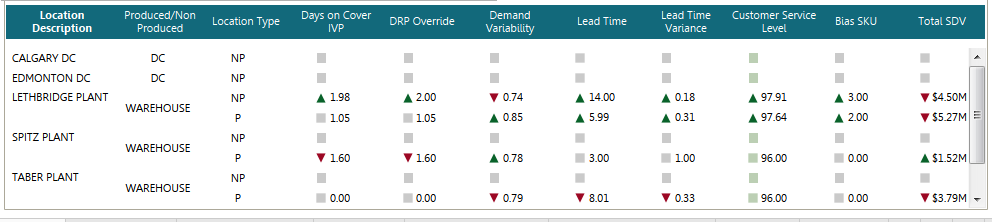 Location Description Produced/Non Produced Location Type Days on Cover IVP DRP Override Demand Variability Lead Time Lead Time Variance Customer Service Level Bias SKU Total SDV
CALGARY DC DC NP
EDMONTON DC DC NP
LETHBRIDGE PLANT WAREHOUSE NP ▲ 1.98 ▲ 2.00 ▼ 0.74 ▲ 14.00 ▲ 0.18 ▲ 97.91 ▲ 3.00 ▼ $4.50M
P 1.05 1.05 ▲ 0.85 ▲ 5.99 ▲ 0.31 ▲ 97.64 ▲ 2.00 ▼ $5.27M
SPITZ PLANT WAREHOUSE NP
P ▼ 1.60 ▼ 1.60 ▲ 0.78 3.00 1.00 96.00 0.00 ▲ $1.52M
TABER PLANT WAREHOUSE NP
P 0.00 0.00 ▼ 0.79 ▼ 8.01 ▼ 0.33 96.00 0.00 ▼ $3.79M